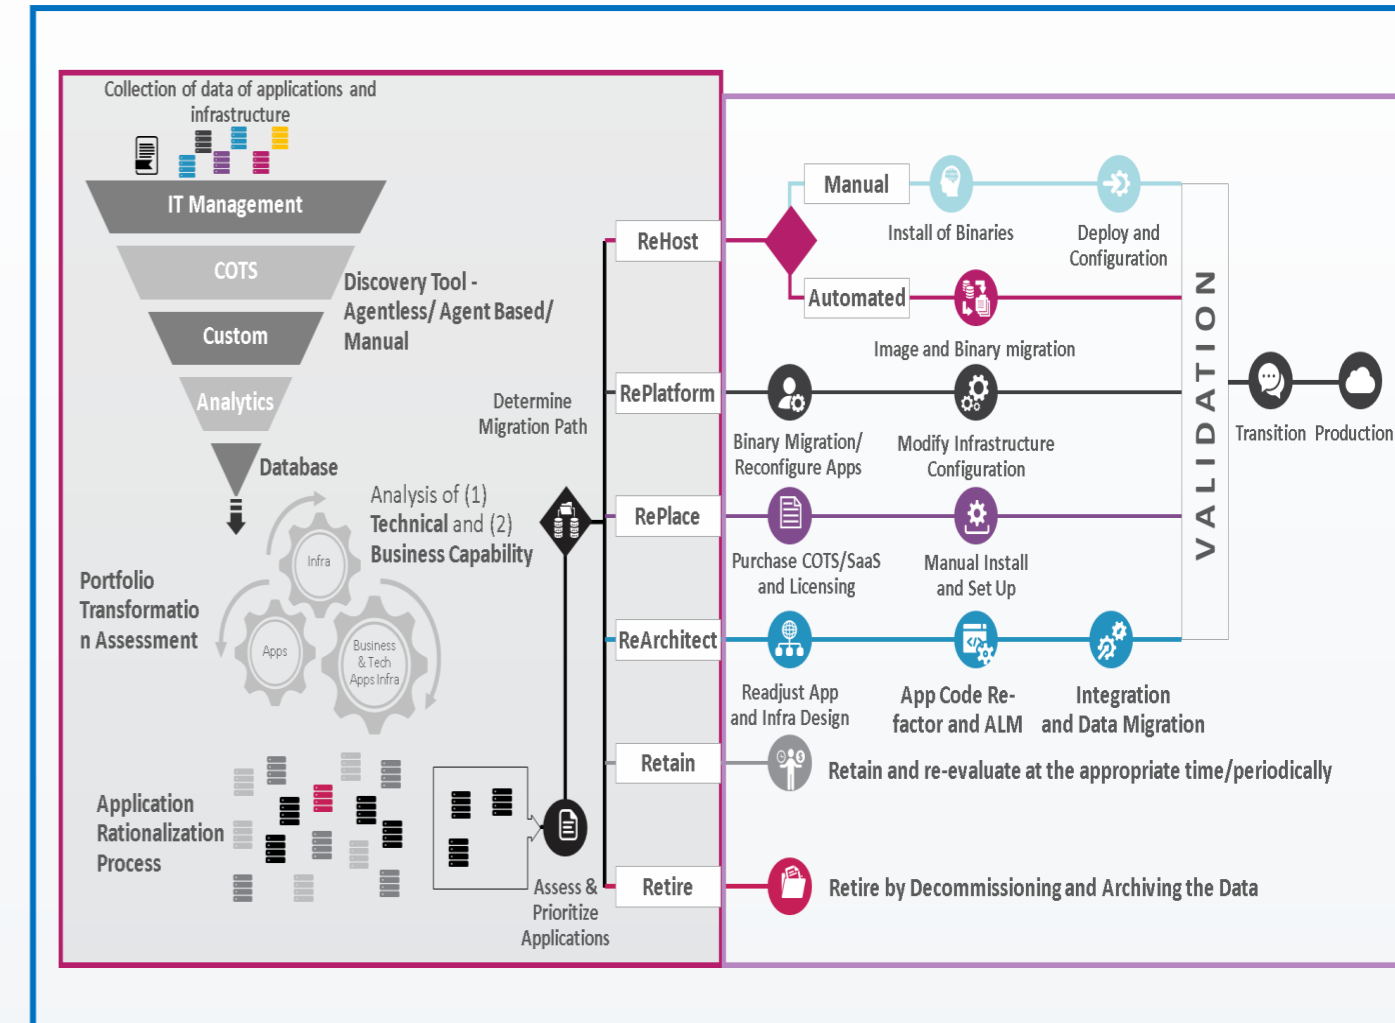 Collection of data of applications and
infrastructure
IT Management
COTS
Custom
Analytics
Database
Discovery Tool -
Agentless/ Agent Based/
Manual
Determine
Migration Path
Analysis of (1)
Technical and (2)
Business Capability
Infra
Apps
Business
& Tech
Apps Infra
Portfolio
Transformatio
n Assessment
Application
Rationalization
Process
Assess &
Prioritize
Applications
ReHost
RePlatform
RePlace
ReArchitect
Retain
Retire
Manual
Install of Binaries
Deploy and
Configuration
Automated
Image and Binary migration
Binary Migration/
Reconfigure Apps
Modify Infrastructure
Configuration
Purchase COTS/SaaS
and Licensing
Manual Install
and Set Up
Readjust App
and Infra Design
App Code Re-
factor and ALM
Integration
and Data Migration
Retain and re-evaluate at the appropriate time/periodically
Retire by Decommissioning and Archiving the Data
VALIDATION
Transition
Production